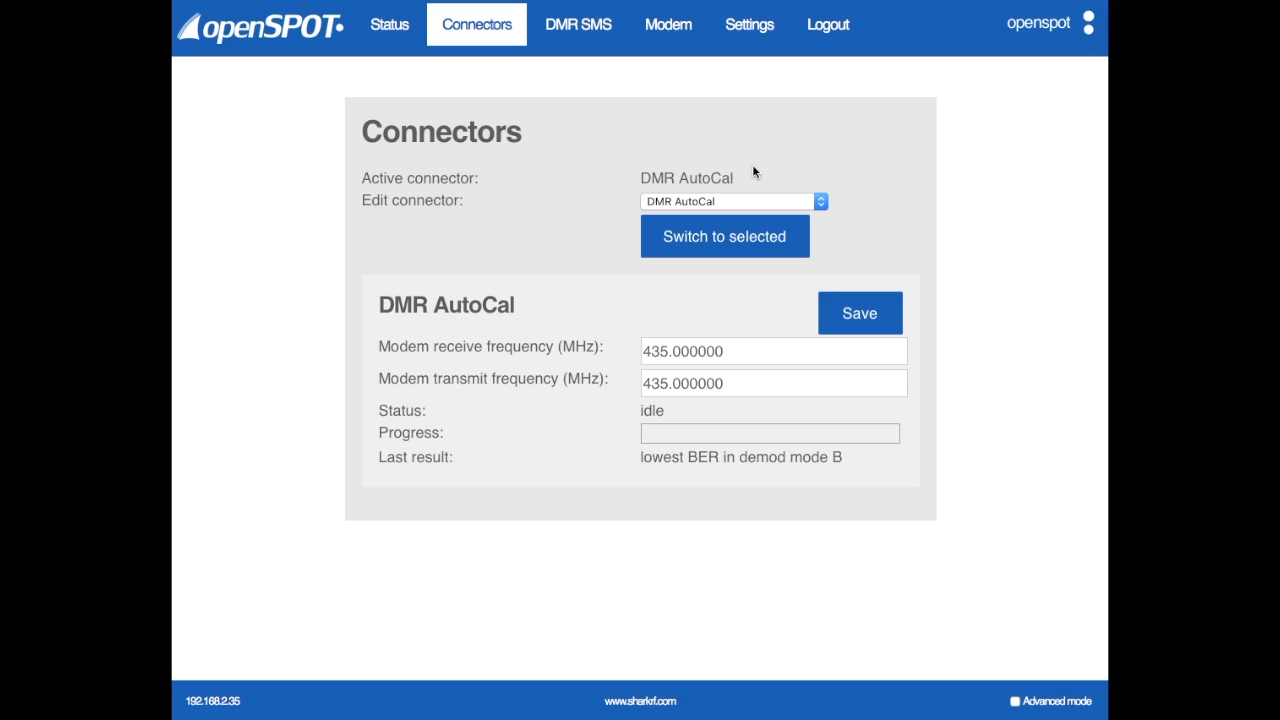 openSPOT Status Connectors DMR SMS Modem Settings Logout openspot
Connectors
Active connector: DMR AutoCal
Edit connector: DMR AutoCal
Switch to selected
DMR AutoCal Save
Modem receive frequency (MHz): 435.000000
Modem transmit frequency (MHz): 435.000000
Status: idle
Progress:
Last result: lowest BER in demod mode B
192.168.2.35 www.sharkrf.com Advanced mode